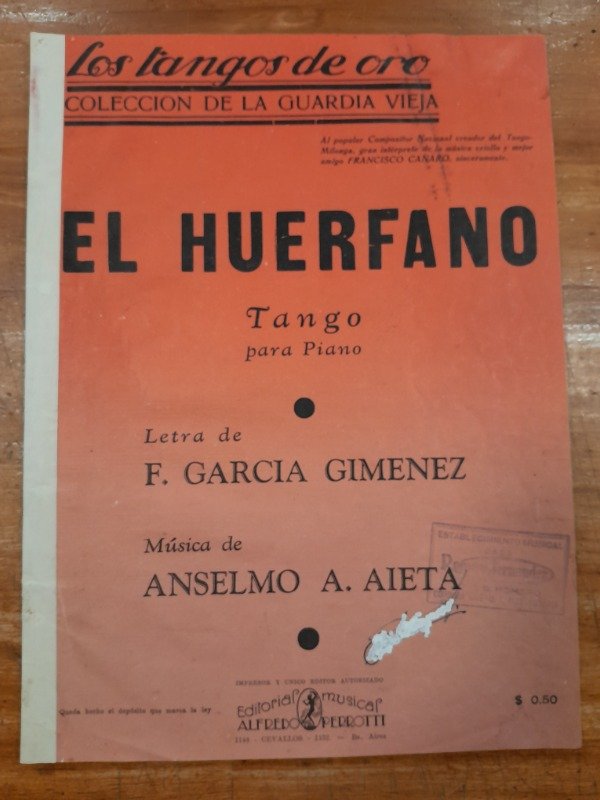 Los tangos de oro
COLECCION DE LA GUARDIA VIEJA
Al popular Compositor Nacional creador del Tango
Milonga, gran intérprete de la música criolla y mejor
amigo FRANCISCO CANARO, sinceramente.
EL HUERFANO
Tango
para Piano
Letra de
F. GARCIA GIMENEZ
Música de
ANSELMO A. AIETA
ESTABLECIMIENTO MUSICAL
CASA
IMPRESOR Y UNICO EDITOR AUTORIZADO
Editorial musical
ALFREDO PERROTTI
CEVALLOS - Bs. Aires
Queda hecho el depósito que marca la ley
$ 0.50